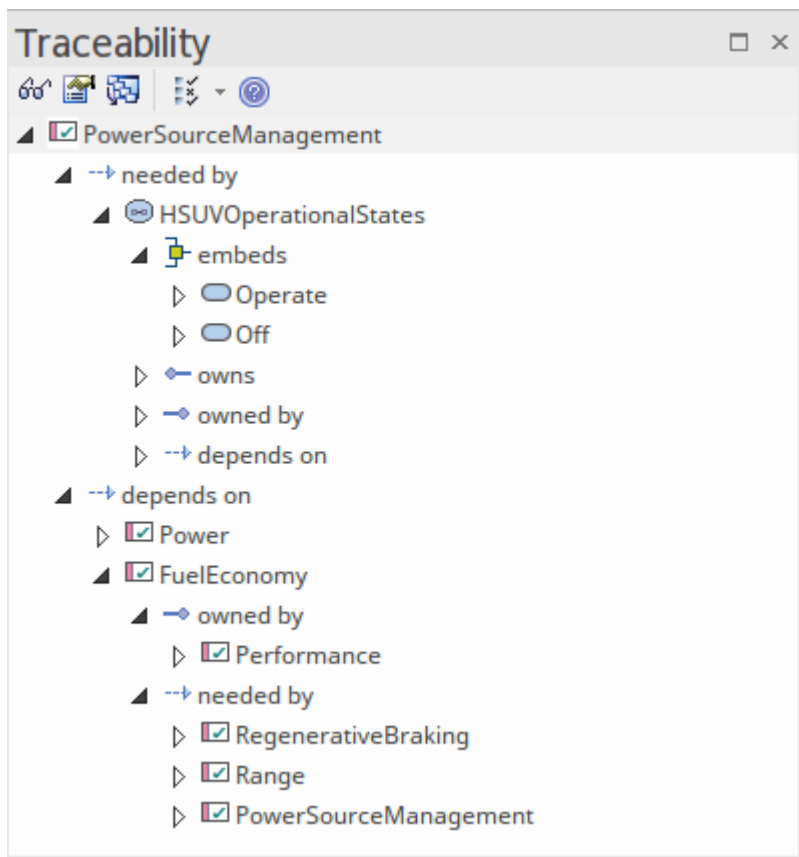 Traceability
PowerSourceManagement
needed by
HSUVOperationalStates
embeds
Operate
Off
owns
owned by
depends on
depends on
Power
FuelEconomy
owned by
Performance
needed by
RegenerativeBraking
Range
PowerSourceManagement